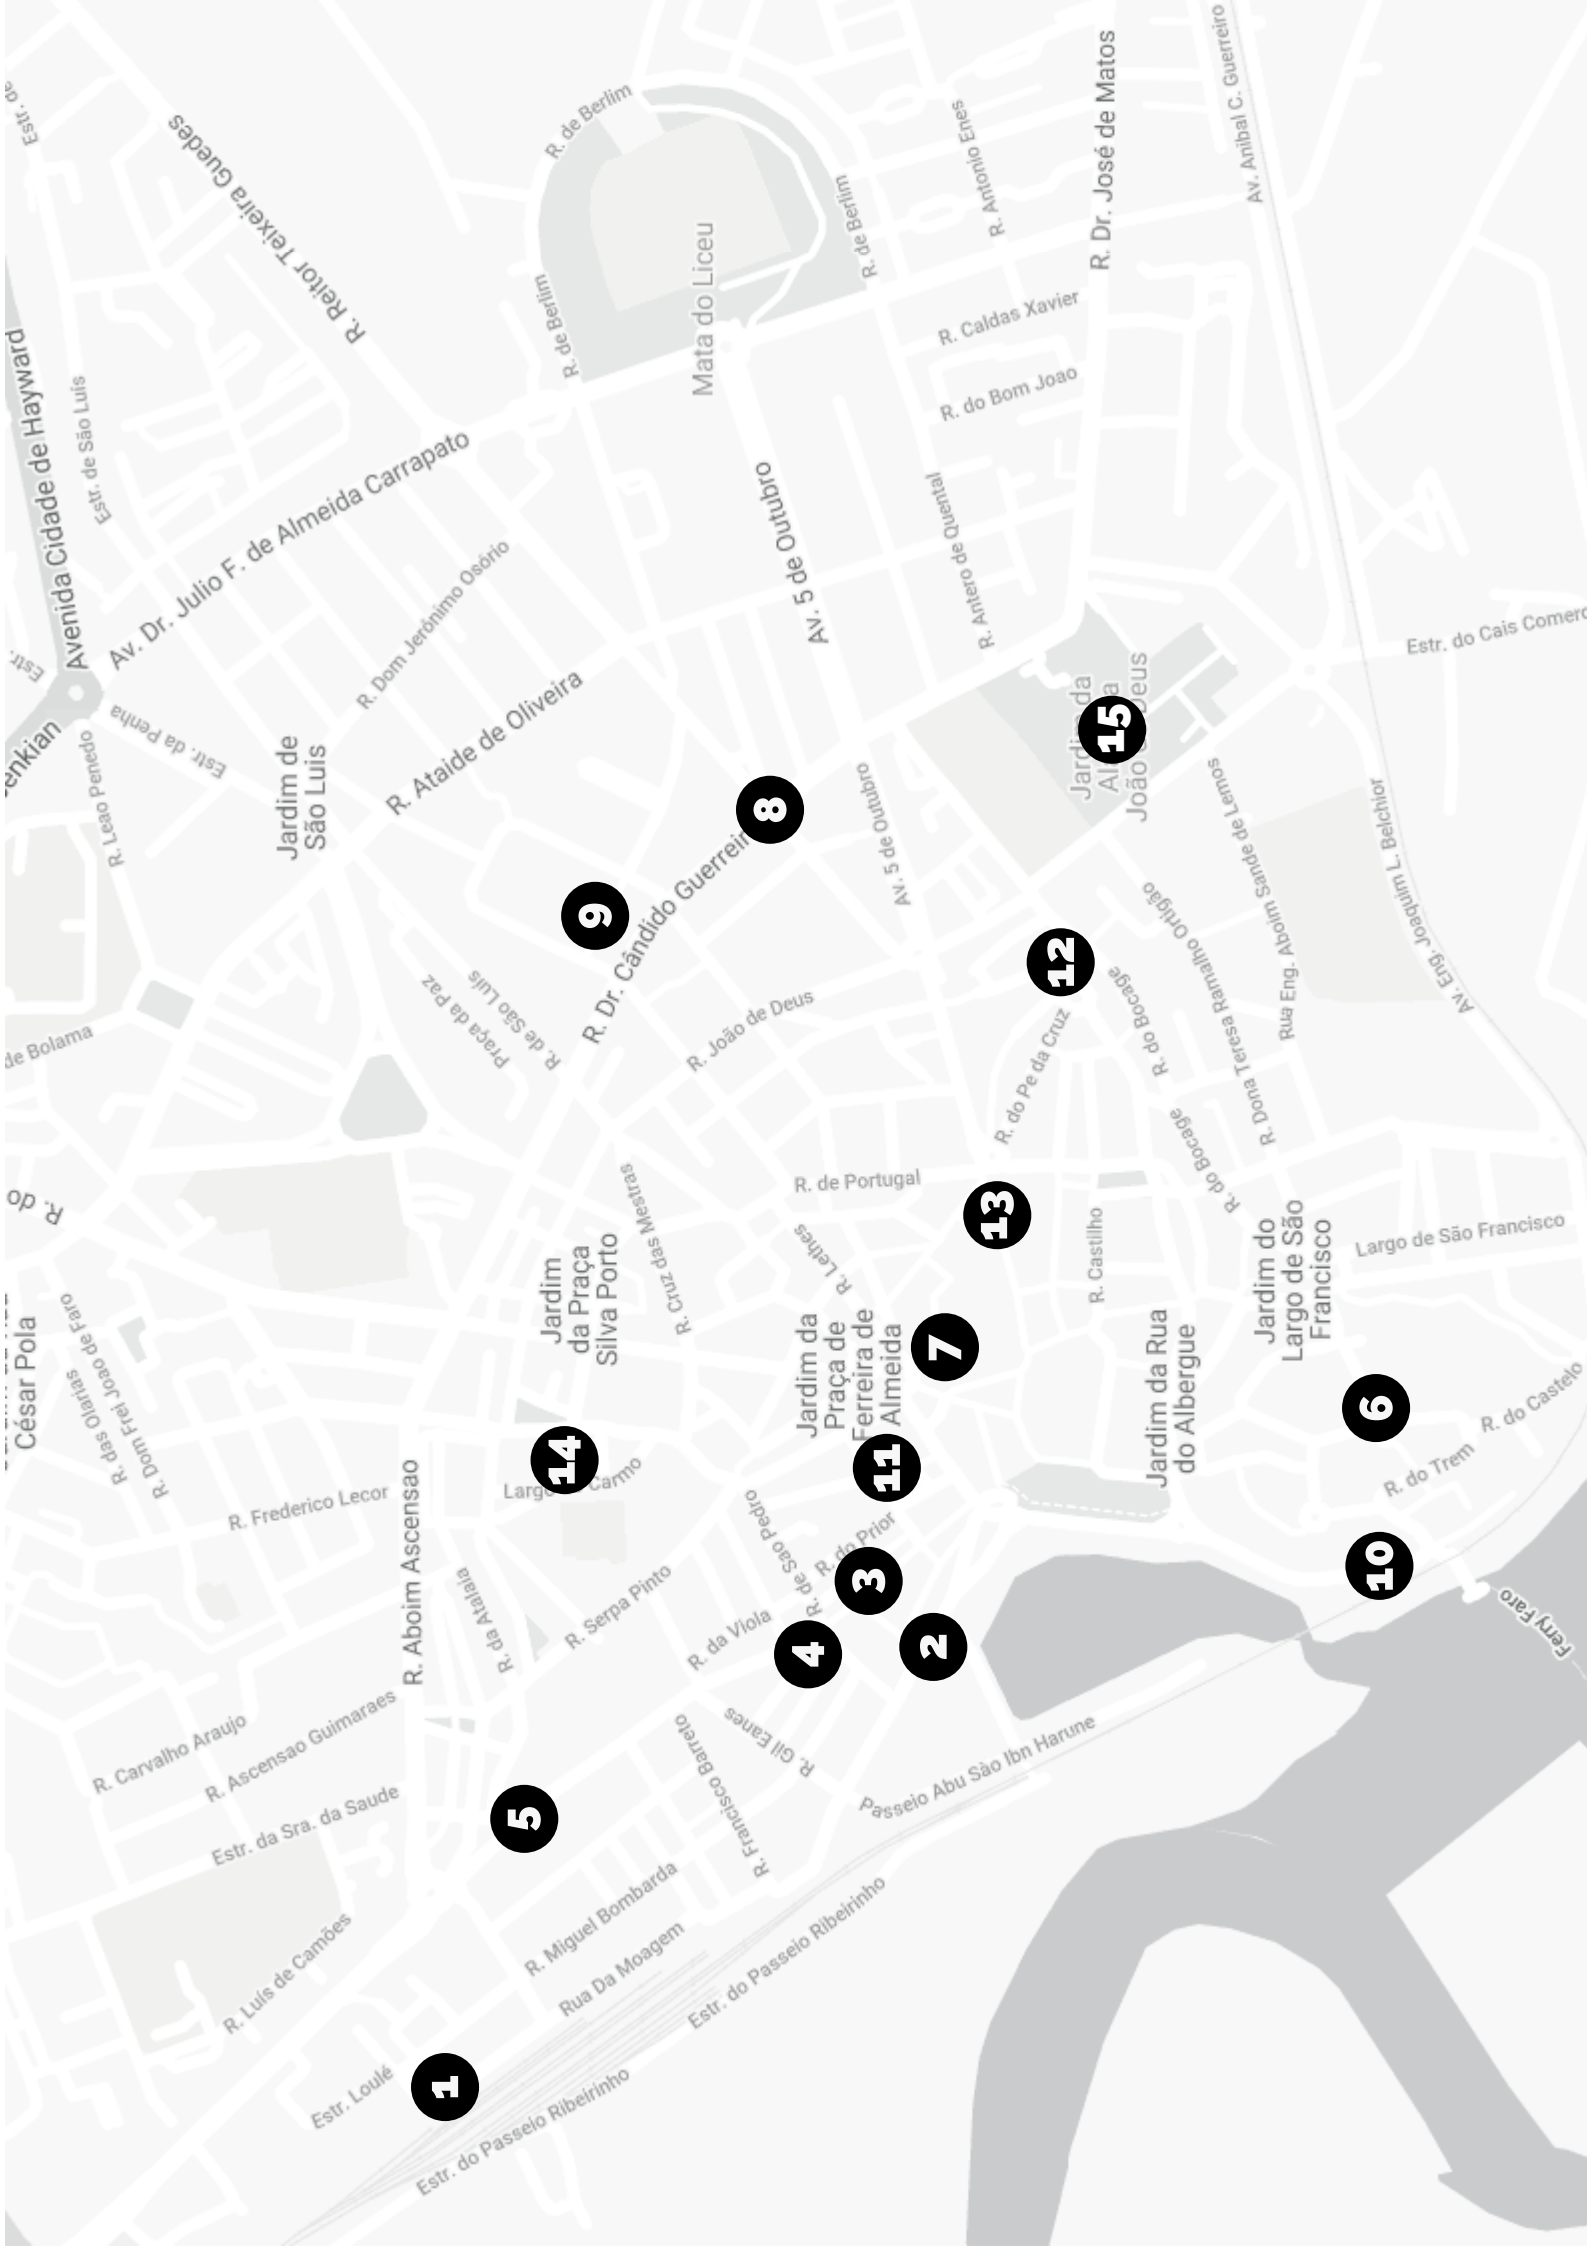 Estr. de
R. Reitor Teixeira Guedes
R. de Berlim
R. de Berlim
R. de Berlim
Mata do Liceu
R. Antonio Enes
R. Dr. José de Matos
Av. Anibal C. Guerreiro
Avenida Cidade de Hayward
Estr. de São Luis
Av. Dr. Julio F. de Almeida Carrapato
R. Caldas Xavier
R. do Bom Joao
Av. 5 de Outubro
R. Antero de Quental
R. Dom Jerónimo Osório
Estr.
enkian
Estr. da Penha
R. Leao Penedo
Jardim de
São Luis
R. Ataide de Oliveira
Estr. do Cais Comerc
15
8
Av. 5 de Outubro
R. Dr. Cândido Guerreir
9
12
R. Dona Teresa Ramalho Ortigão
Rua Eng. Aboim Sande de Lemos
Av. Eng. Joaquim L. Belchior
de Bolama
Praça da Paz
R. de São Luís
R. João de Deus
R. do Pe da Cruz
R. do Bocage
R. do Bocage
R. do
R. Cruz das Mestras
R. de Portugal
R. Lethes
13
R. Castilho
Jardim do
Largo de São
Francisco
Largo de São Francisco
César Pola
R. das Olarias
R. Dom Frei Joao de Faro
Jardim
da Praça
Silva Porto
Jardim da
Praça de
Ferreira de
Almeida
7
Jardim da Rua
do Albergue
6
R. do Castelo
R. do Trem
14
11
10
Ferry Faro
R. Frederico Lecor
R. Aboim Ascensao
R. da Atalaia
R. Serpa Pinto
R. de Sao Pedro
R. do Prior
3
R. da Viola
4
2
R. Carvalho Araujo
R. Ascensao Guimaraes
Estr. da Sra. da Saude
5
R. Francisco Barreto
R. Gil Eanes
Passeio Abu Sào Ibn Harune
R. Luís de Camões
R. Miguel Bombarda
Rua Da Moagem
Estr. do Passeio Ribeirinho
Estr. Loulé
1
Estr. do Passeio Ribeirinho